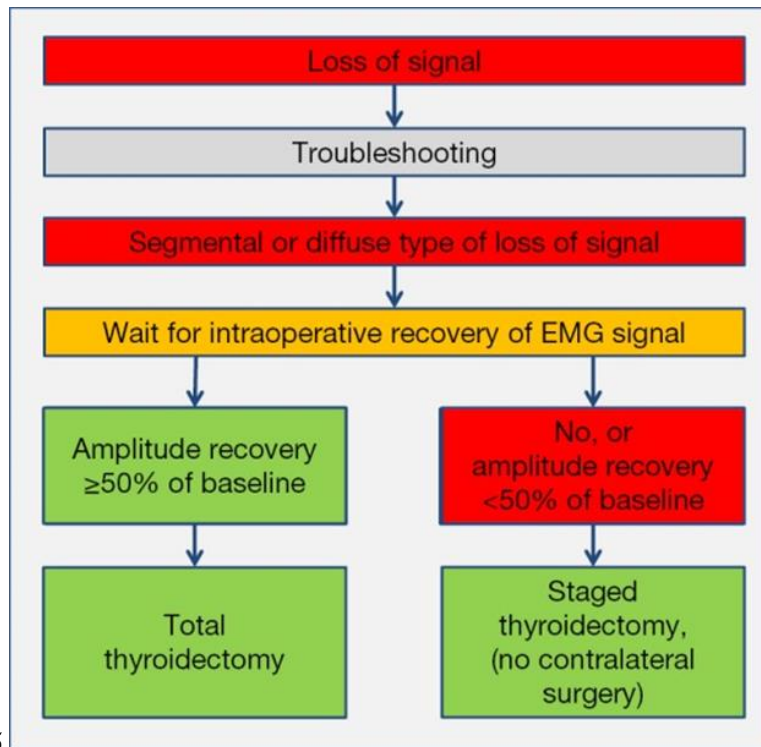 Loss of signal
Troubleshooting
Segmental or diffuse type of loss of signal
Wait for intraoperative recovery of EMG signal
Amplitude recovery
≥50% of baseline
No, or
amplitude recovery
<50% of baseline
Total
thyroidectomy
Staged
thyroidectomy,
(no contralateral
surgery)